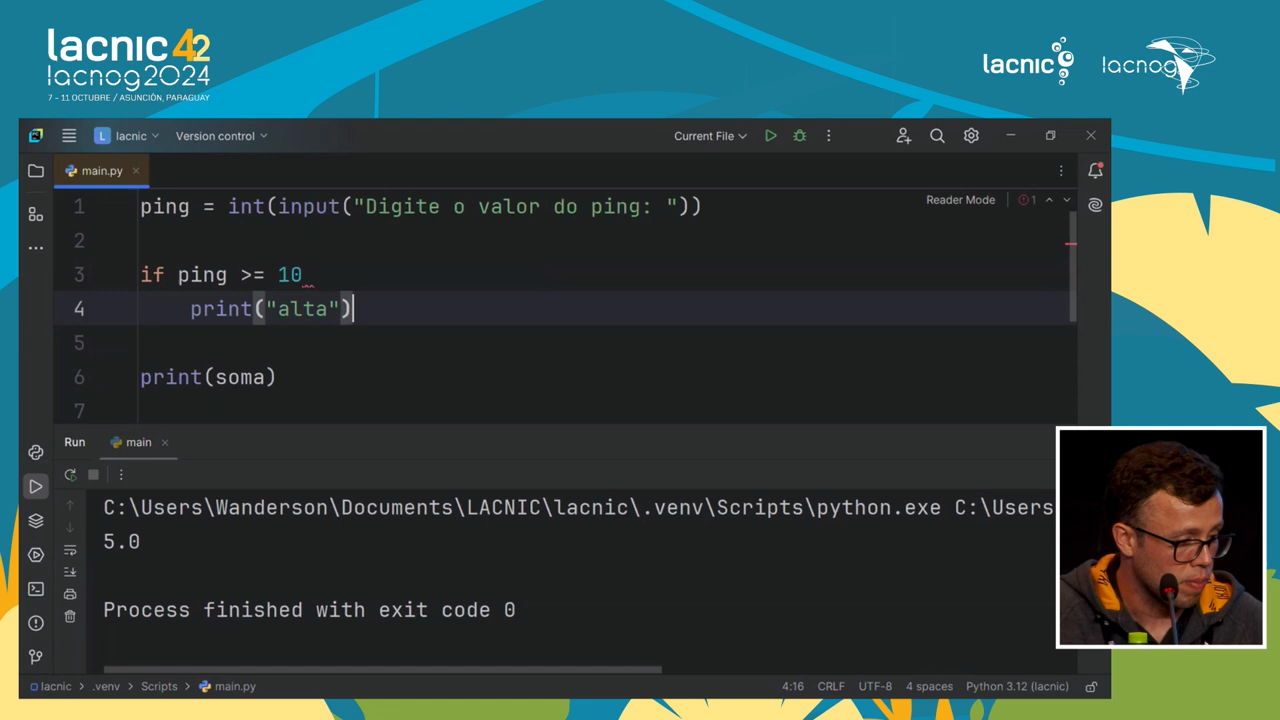 lacnic 42
lacnog2024
7 - 11 OCTUBRE / ASUNCIÓN, PARAGUAY
lacnic
lacnog
L lacnic
Version control
Current File
main.py
Reader Mode
1
1 ping = int(input("Digite o valor do ping: "))
2
3 if ping >= 10
4 print("alta")
5
6 print(soma)
7
Run
main
C:\Users\Wanderson\Documents\LACNIC\lacnic\.venv\Scripts\python.exe C:\Users
5.0
Process finished with exit code 0
lacnic > .venv > Scripts > main.py
4:16 CRLF UTF-8 4 spaces Python 3.12 (lacnic)